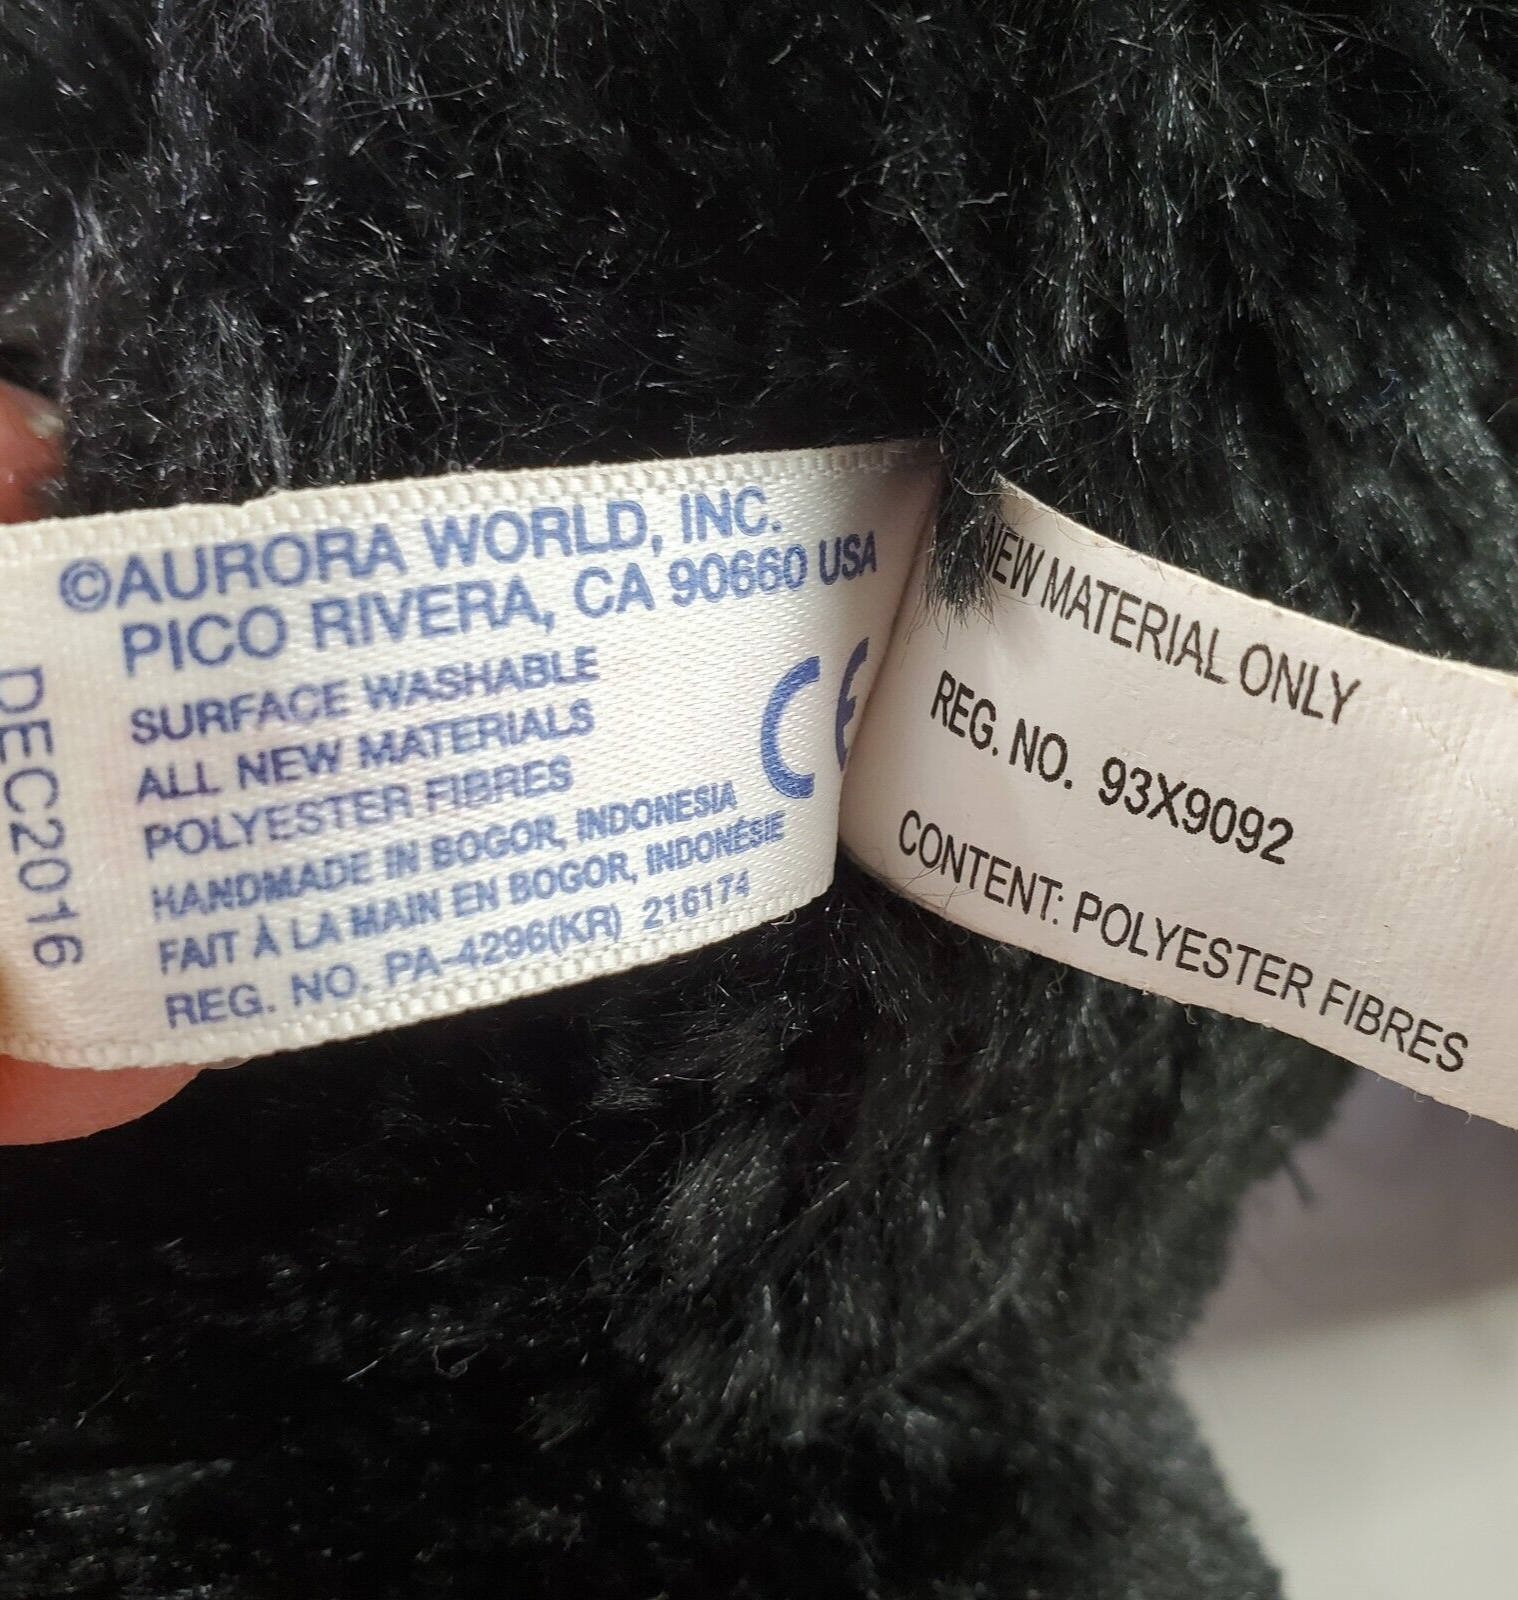 ©AURORA WORLD, INC.
PICO RIVERA, CA 90660 USA
SURFACE WASHABLE
ALL NEW MATERIALS
POLYESTER FIBRES
HANDMADE IN BOGOR, INDONESIA
FAIT À LA MAIN EN BOGOR, INDONÉSIE
REG. NO. PA-4296(KR) 216174
CE
DEC2016
NEW MATERIAL ONLY
REG. NO. 93X9092
CONTENT: POLYESTER FIBRES